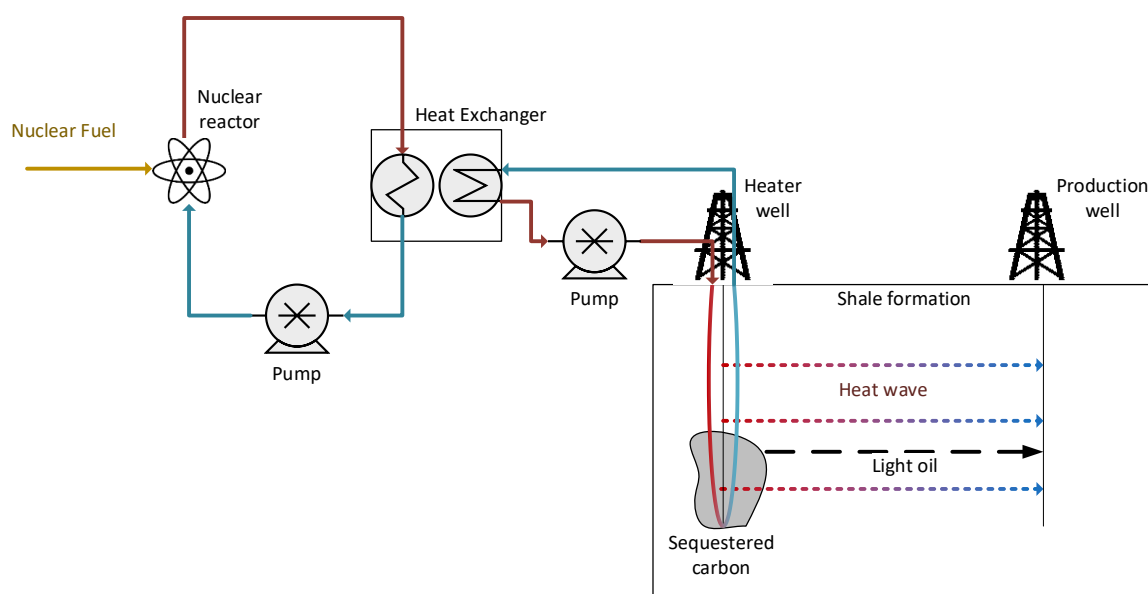 Nuclear
reactor
Nuclear Fuel
Heat Exchanger
Pump
Pump
Heater
well
Production
well
Shale formation
Heat wave
Light oil
Sequestered
carbon